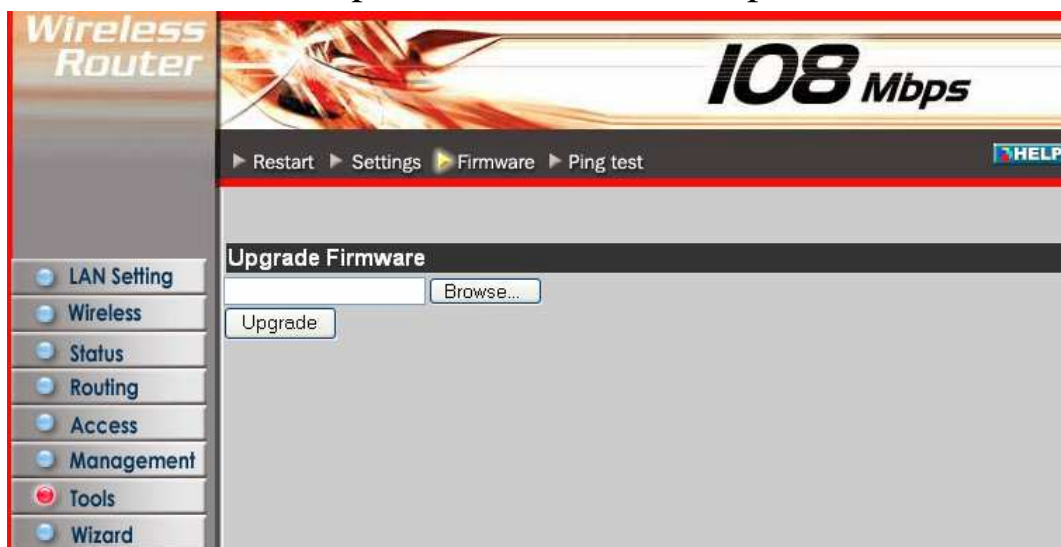 Wireless
Router
108 Mbps
Restart Settings Firmware Ping test
HELP
Upgrade Firmware
Browse...
Upgrade
LAN Setting
Wireless
Status
Routing
Access
Management
Tools
Wizard